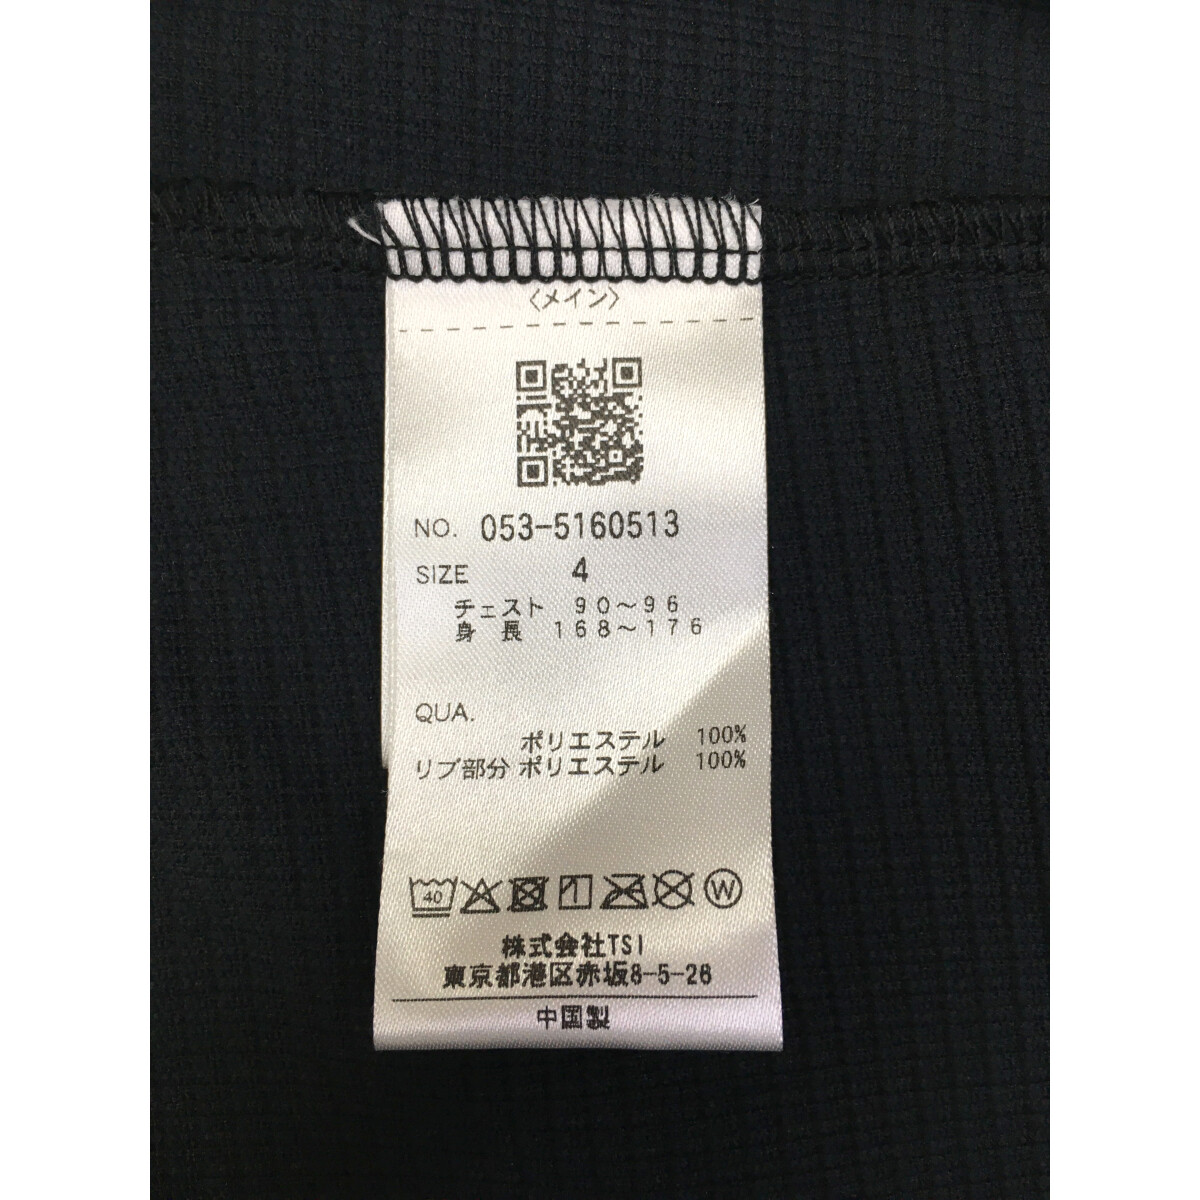 〈メイン〉
NO. 053-5160513
SIZE 4
チェスト 90～96
身長 168～176
QUA.
ポリエステル 100%
リブ部分 ポリエステル 100%
40 W
株式会社TSI
東京都港区赤坂8-5-26
中国製